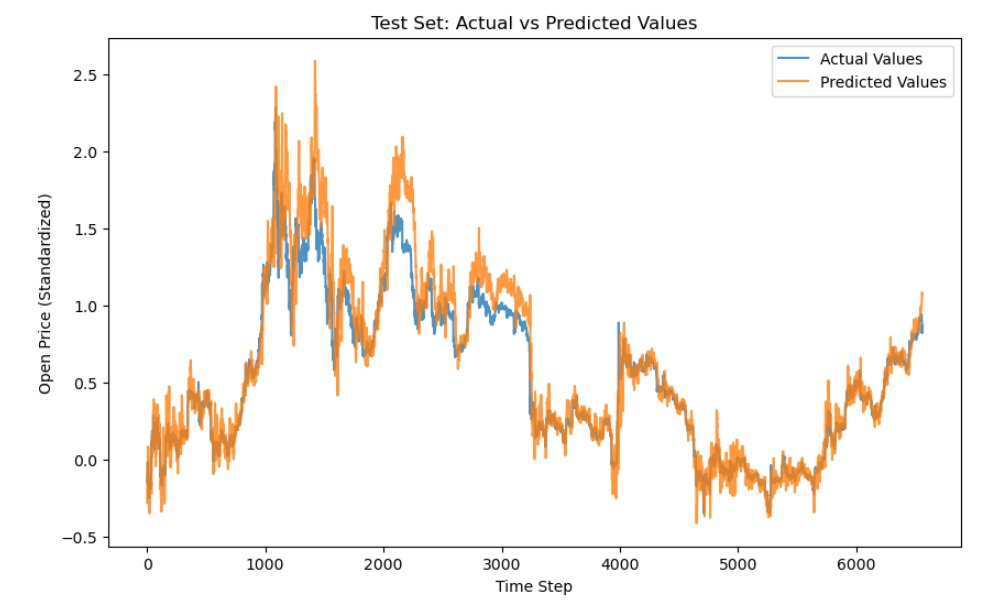 Test Set: Actual vs Predicted Values
Actual Values
Predicted Values
Open Price (Standardized)
2.5
2.0
1.5
1.0
0.5
0.0
−0.5
0 1000 2000 3000 4000 5000 6000
Time Step